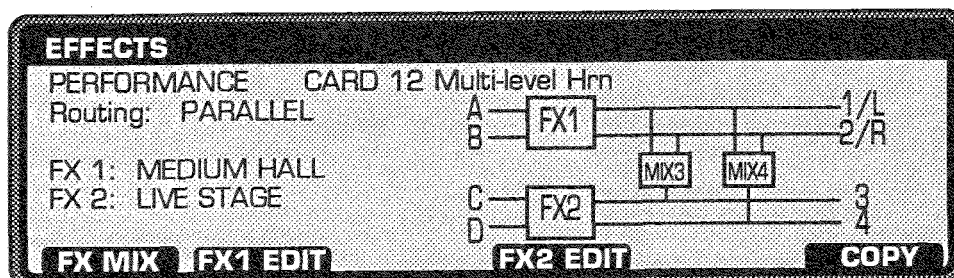 EFFECTS
PERFORMANCE CARD 12 Multi-level Hrn
Routing: PARALLEL
A
B
FX1
1/L
2/R
MIX3
MIX4
FX 1: MEDIUM HALL
FX 2: LIVE STAGE
C
D
FX2
3
4
FX MIX
FX1 EDIT
FX2 EDIT
COPY